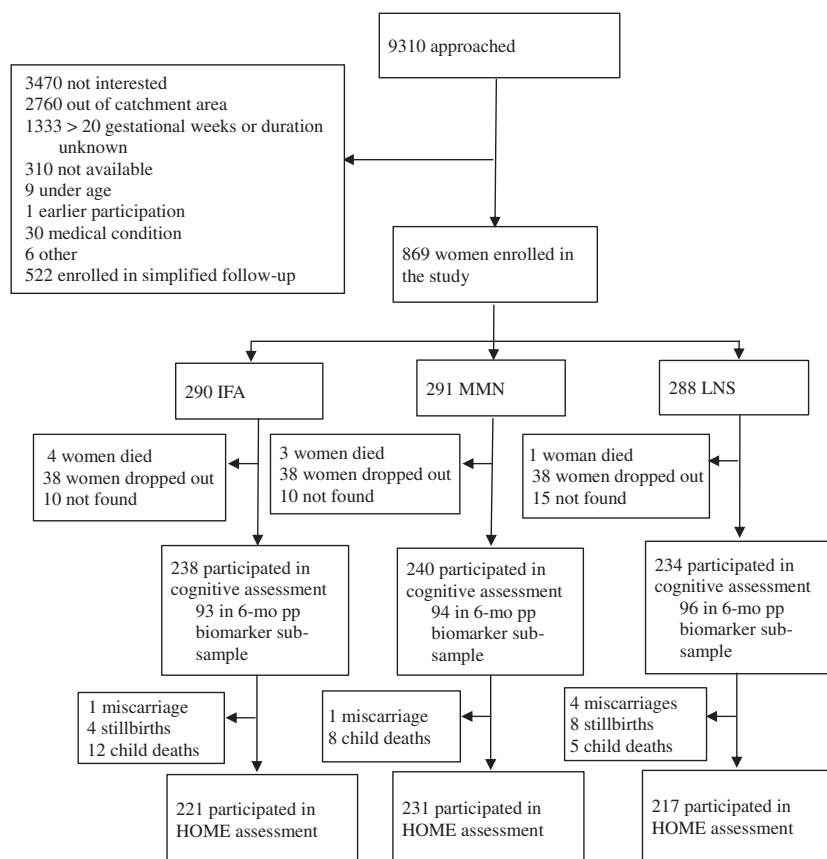 9310 approached
3470 not interested
2760 out of catchment area
1333 > 20 gestational weeks or duration
unknown
310 not available
9 under age
1 earlier participation
30 medical condition
6 other
522 enrolled in simplified follow-up
869 women enrolled in
the study
290 IFA
291 MMN
288 LNS
4 women died
38 women dropped out
10 not found
3 women died
38 women dropped out
10 not found
1 woman died
38 women dropped out
15 not found
238 participated in
cognitive assessment
93 in 6-mo pp
biomarker sub-
sample
240 participated in
cognitive assessment
94 in 6-mo pp
biomarker sub-
sample
234 participated in
cognitive assessment
96 in 6-mo pp
biomarker sub-
sample
1 miscarriage
4 stillbirths
12 child deaths
1 miscarriage
8 child deaths
4 miscarriages
8 stillbirths
5 child deaths
221 participated in
HOME assessment
231 participated in
HOME assessment
217 participated in
HOME assessment